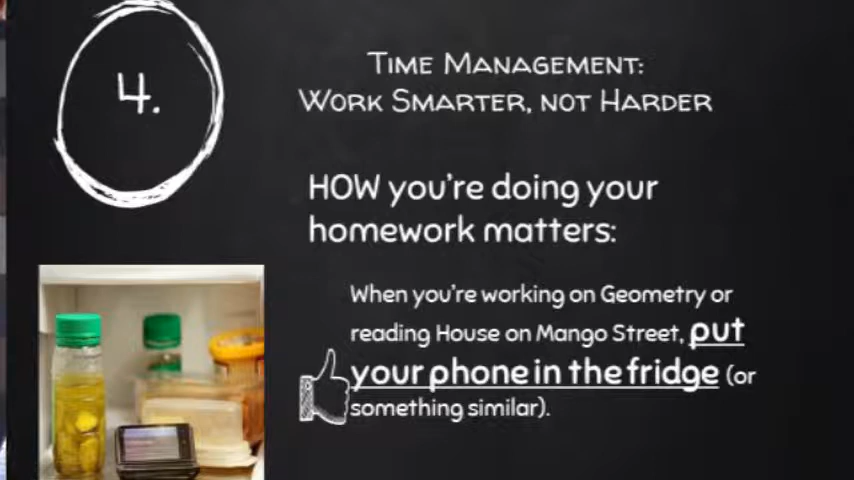 4.
Time Management:
Work Smarter, not Harder
HOW you're doing your
homework matters:
When you're working on Geometry or
reading House on Mango Street, put
your phone in the fridge (or
something similar).